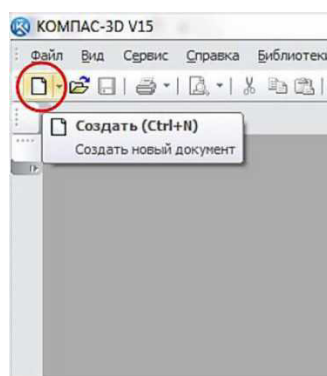 КОМПАС-3D V15
Файл Вид Сервис Справка Библиотеки
Создать (Ctrl+N)
Создать новый документ